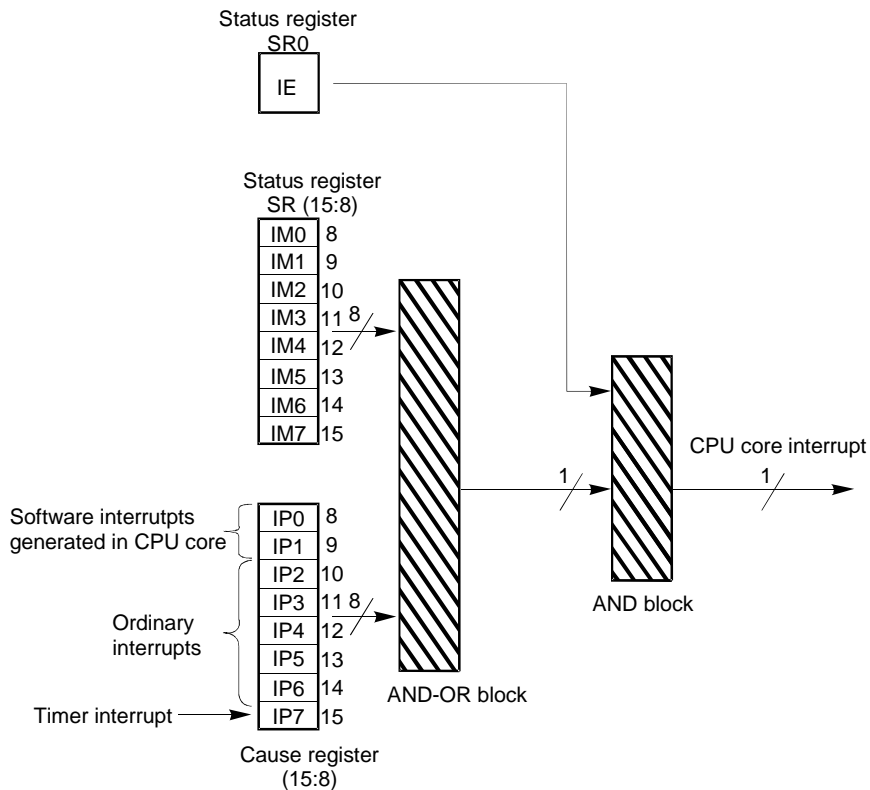 Status register
SR0
IE
Status register
SR (15:8)
IM0 8
IM1 9
IM2 10
IM3 11 8
IM4 12
IM5 13
IM6 14
IM7 15
CPU core interrupt
1
1
AND block
Software interrutpts
generated in CPU core
IP0 8
IP1 9
IP2 10
IP3 11 8
IP4 12
IP5 13
IP6 14
IP7 15
Ordinary
interrupts
Timer interrupt
AND-OR block
Cause register
(15:8)